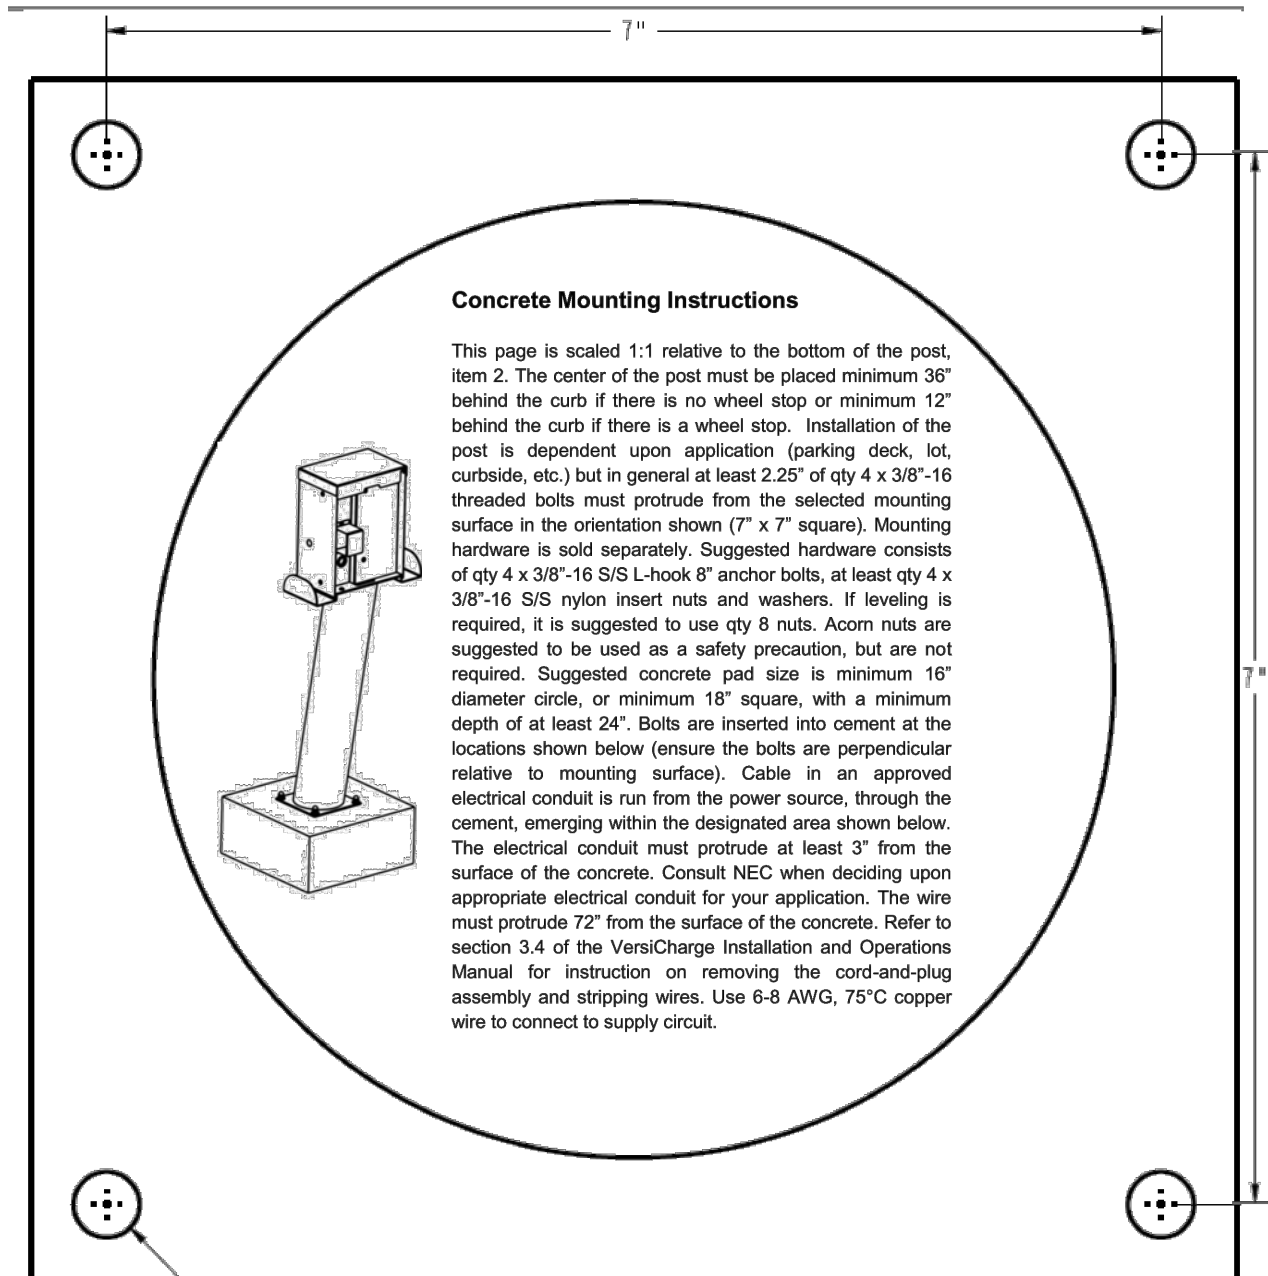 7"
Concrete Mounting Instructions
This page is scaled 1:1 relative to the bottom of the post,
item 2. The center of the post must be placed minimum 36”
behind the curb if there is no wheel stop or minimum 12”
behind the curb if there is a wheel stop.  Installation of the
post is dependent upon application (parking deck, lot,
curbside, etc.) but in general at least 2.25” of qty 4 x 3/8”-16
threaded bolts must protrude from the selected mounting
surface in the orientation shown (7” x 7” square). Mounting
hardware is sold separately. Suggested hardware consists
of qty 4 x 3/8”-16 S/S L-hook 8” anchor bolts, at least qty 4 x
3/8”-16 S/S nylon insert nuts and washers. If leveling is
required, it is suggested to use qty 8 nuts. Acorn nuts are
suggested to be used as a safety precaution, but are not
required. Suggested concrete pad size is minimum 16”
diameter circle, or minimum 18” square, with a minimum
depth of at least 24”. Bolts are inserted into cement at the
locations shown below (ensure the bolts are perpendicular
relative to mounting surface). Cable in an approved
electrical conduit is run from the power source, through the
cement, emerging within the designated area shown below.
The electrical conduit must protrude at least 3” from the
surface of the concrete. Consult NEC when deciding upon
appropriate electrical conduit for your application. The wire
must protrude 72” from the surface of the concrete. Refer to
section 3.4 of the VersiCharge Installation and Operations
Manual for instruction on removing the cord-and-plug
assembly and stripping wires. Use 6-8 AWG, 75°C copper
wire to connect to supply circuit.
7"